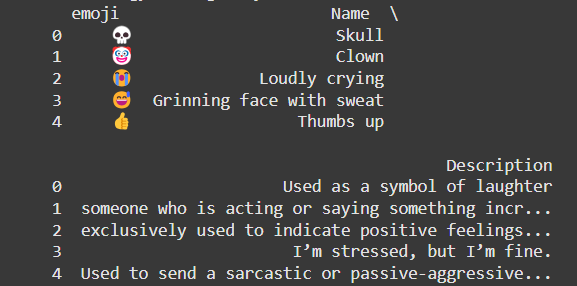 emoji Name \
0 💀 Skull
1 🤡 Clown
2 😭 Loudly crying
3 😅 Grinning face with sweat
4 👍 Thumbs up
Description
0 Used as a symbol of laughter
1 someone who is acting or saying something incr...
2 exclusively used to indicate positive feelings...
3 I’m stressed, but I’m fine.
4 Used to send a sarcastic or passive-aggressive...